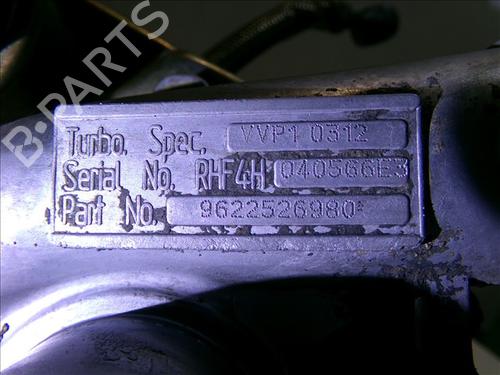 B-PARTS
Turbo. Spec. VVP1 0312
Serial No. RHF4H 040566E3
Part No. 9622526980